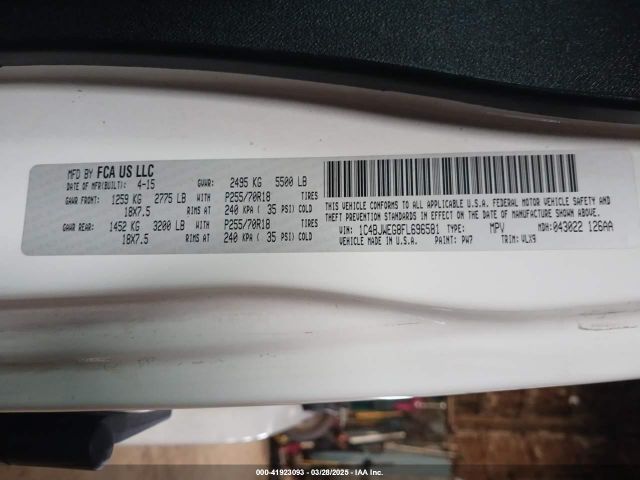 MFD BY FCA US LLC
DATE OF MFR(BUILT): 4-15 GVWR: 2495 KG 5500 LB
GAWR FRONT: 1259 KG 2775 LB WITH P255/70R18 TIRES
18X7.5 RIMS AT 240 KPA ( 35 PSI) COLD
GAWR REAR: 1452 KG 3200 LB WITH P255/70R18 TIRES
18X7.5 RIMS AT 240 KPA ( 35 PSI) COLD
THIS VEHICLE CONFORMS TO ALL APPLICABLE U.S.A. FEDERAL MOTOR VEHICLE SAFETY AND
THEFT PREVENTION STANDARDS IN EFFECT ON THE DATE OF MANUFACTURE SHOWN ABOVE.
VIN: 1C4BJWEG8FL696581 TYPE: MPV MDH: 043022 126AA
VEHICLE MADE IN U.S.A. PAINT: PW7 TRIM: VLX9
000-41923093 - 03/28/2025 - IAA Inc.